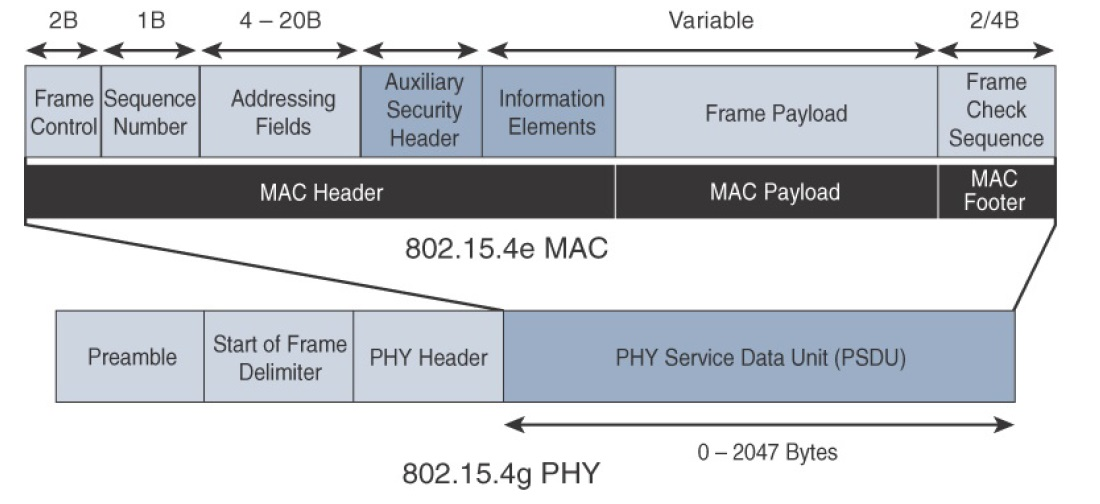 2B 1B 4 – 20B Variable 2/4B
Frame
Control
Sequence
Number
Addressing
Fields
Auxiliary
Security
Header
Information
Elements
Frame Payload
Frame
Check
Sequence
MAC Header
MAC Payload
MAC
Footer
802.15.4e MAC
Preamble
Start of Frame
Delimiter
PHY Header
PHY Service Data Unit (PSDU)
0 – 2047 Bytes
802.15.4g PHY